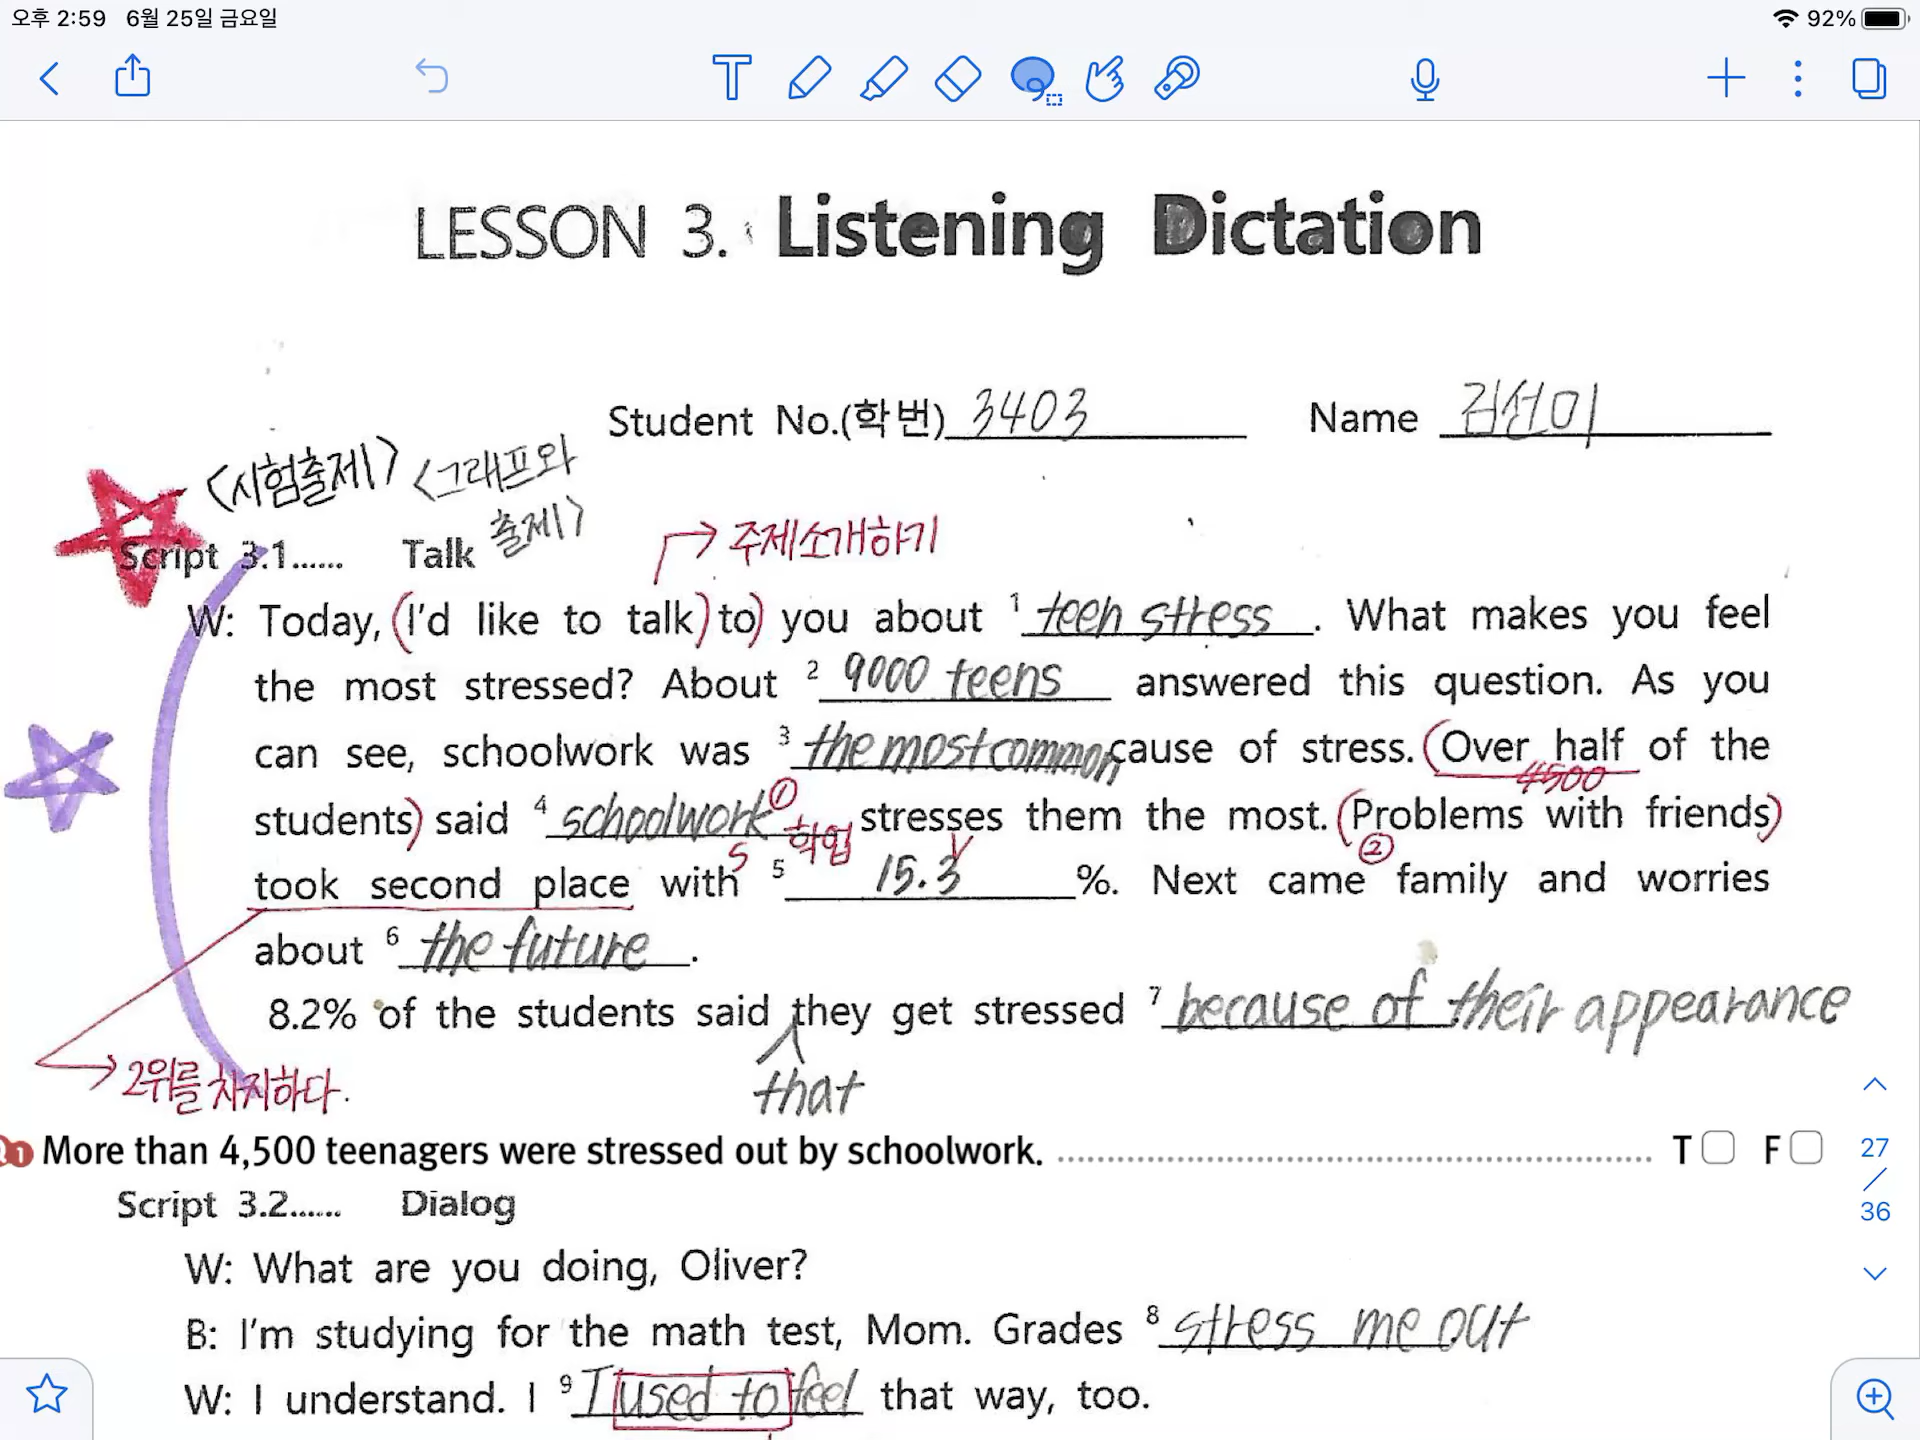 오후 2:59 6월 25일 금요일 92%
LESSON 3. Listening Dictation
Student No.(학번) 3403 Name 김선미
<시험출제> <그래프와
출제>
→ 주제소개하기
Script 3.1...... Talk
W: Today, (I'd like to talk) to) you about 1 teen stress. What makes you feel
the most stressed? About 2 9000 teens answered this question. As you
can see, schoolwork was 3 the most common cause of stress. (Over half of the
4500
students) said 4 schoolwork ① stresses them the most. (Problems with friends)
S 학업 ②
took second place with 5 15.3 %. Next came family and worries
about 6 the future.
8.2% of the students said they get stressed 7 because of their appearance
that
→ 2위를 차지하다.
1 More than 4,500 teenagers were stressed out by schoolwork. T F
27
/
36
Script 3.2...... Dialog
W: What are you doing, Oliver?
B: I'm studying for the math test, Mom. Grades 8 stress me out
W: I understand. I 9 I used to feel that way, too.